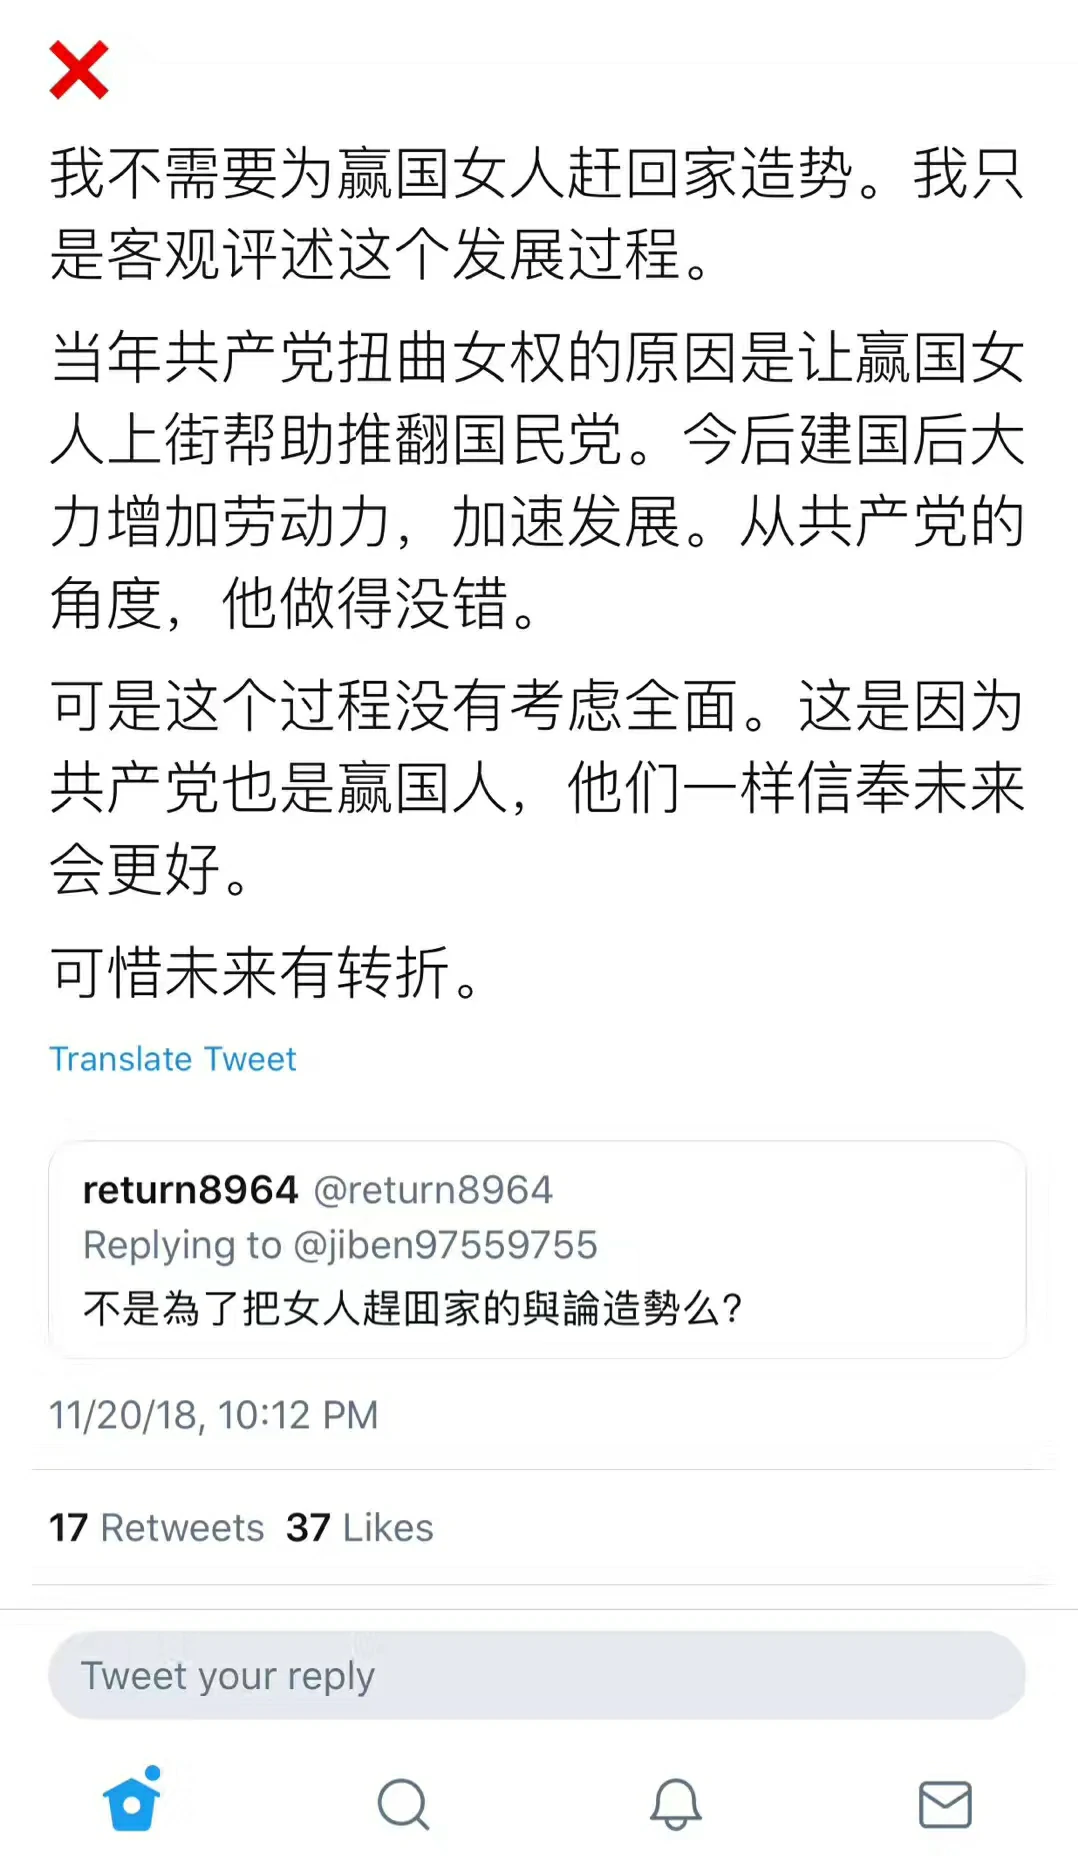 我不需要为赢国女人赶回家造势。我只
是客观评述这个发展过程。
当年共产党扭曲女权的原因是让赢国女
人上街帮助推翻国民党。今后建国后大
力增加劳动力，加速发展。从共产党的
角度，他做得没错。
可是这个过程没有考虑全面。这是因为
共产党也是赢国人，他们一样信奉未来
会更好。
可惜未来有转折。
Translate Tweet
return8964 @return8964
Replying to @jiben97559755
不是為了把女人趕囬家的與論造勢么?
11/20/18, 10:12 PM
17 Retweets 37 Likes
Tweet your reply